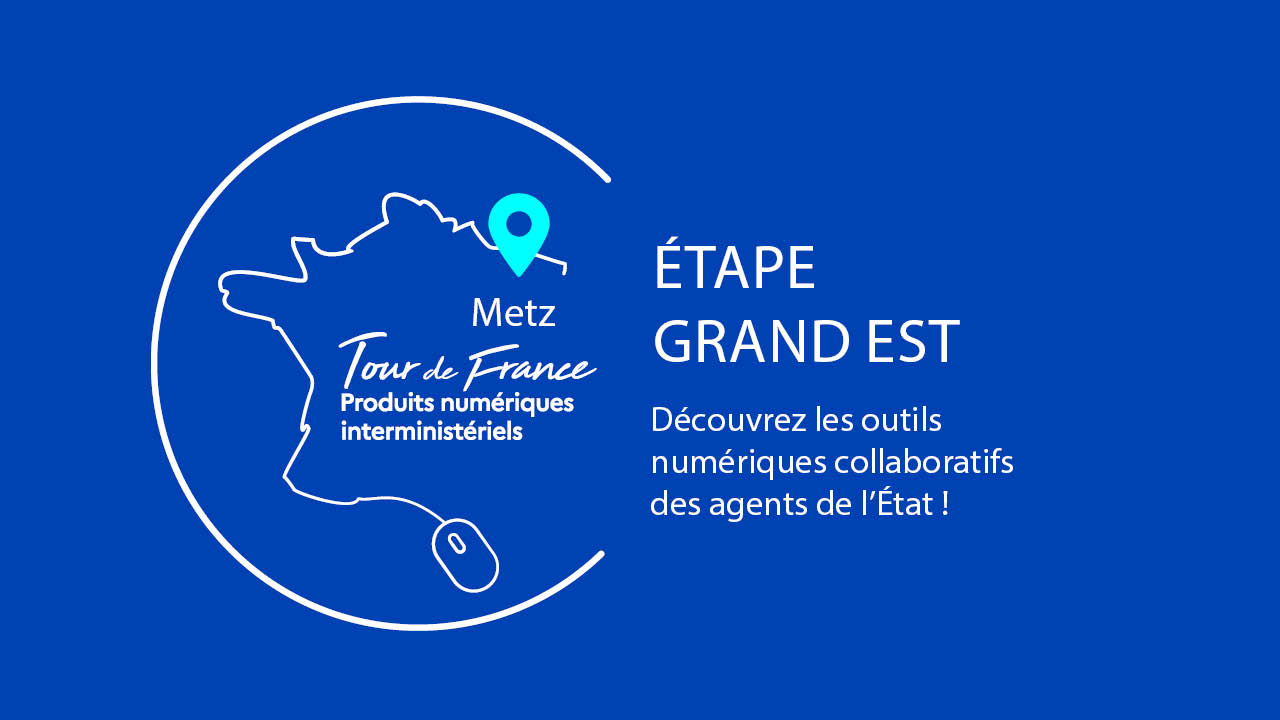 Metz
Tour de France
Produits numériques
interministériels
ÉTAPE
GRAND EST
Découvrez les outils
numériques collaboratifs
des agents de l’État !